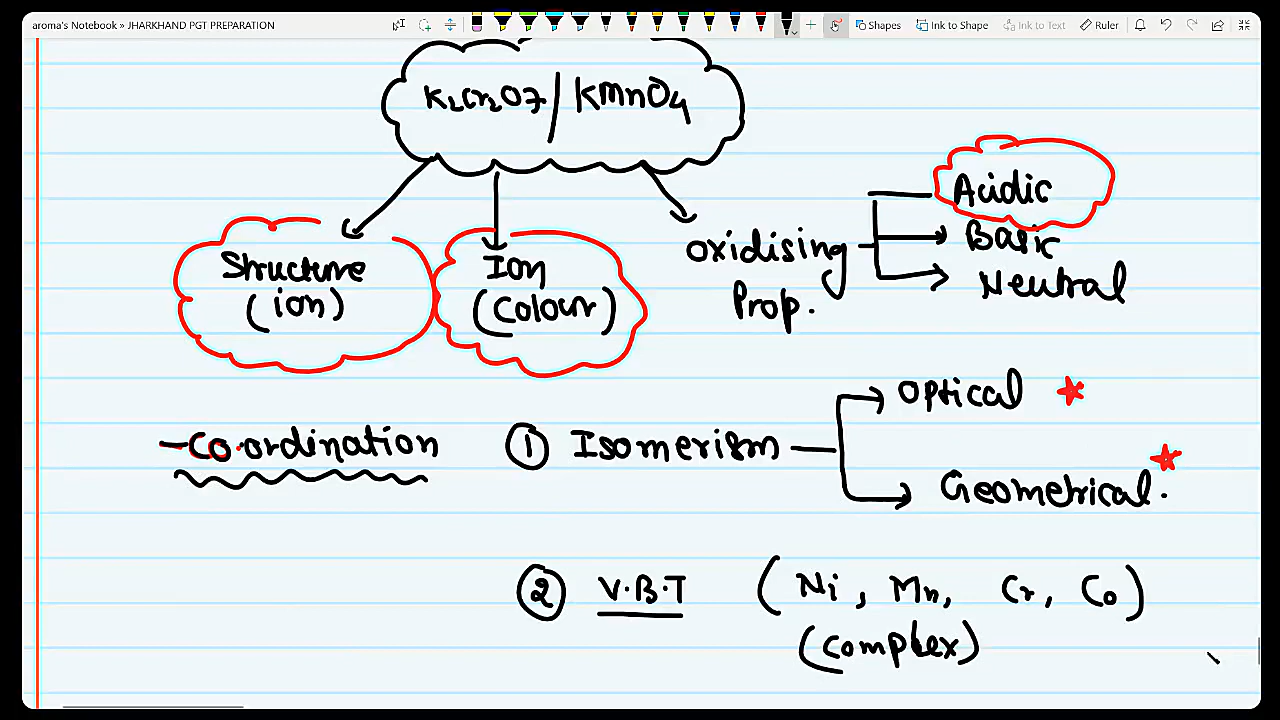 aroma's Notebook » JHARKHAND PGT PREPARATION
Shapes Ink to Shape Ink to Text Ruler
K₂Cr₂O7 / KMnO4
Acidic
Basic
Neutral
Oxidising
Prop.
Structure
(ion)
Ion
(Colour)
Co-ordination
① Isomerism
Optical
Geometrical.
② V.B.T (Ni, Mn, Cr, Co)
(Complex)